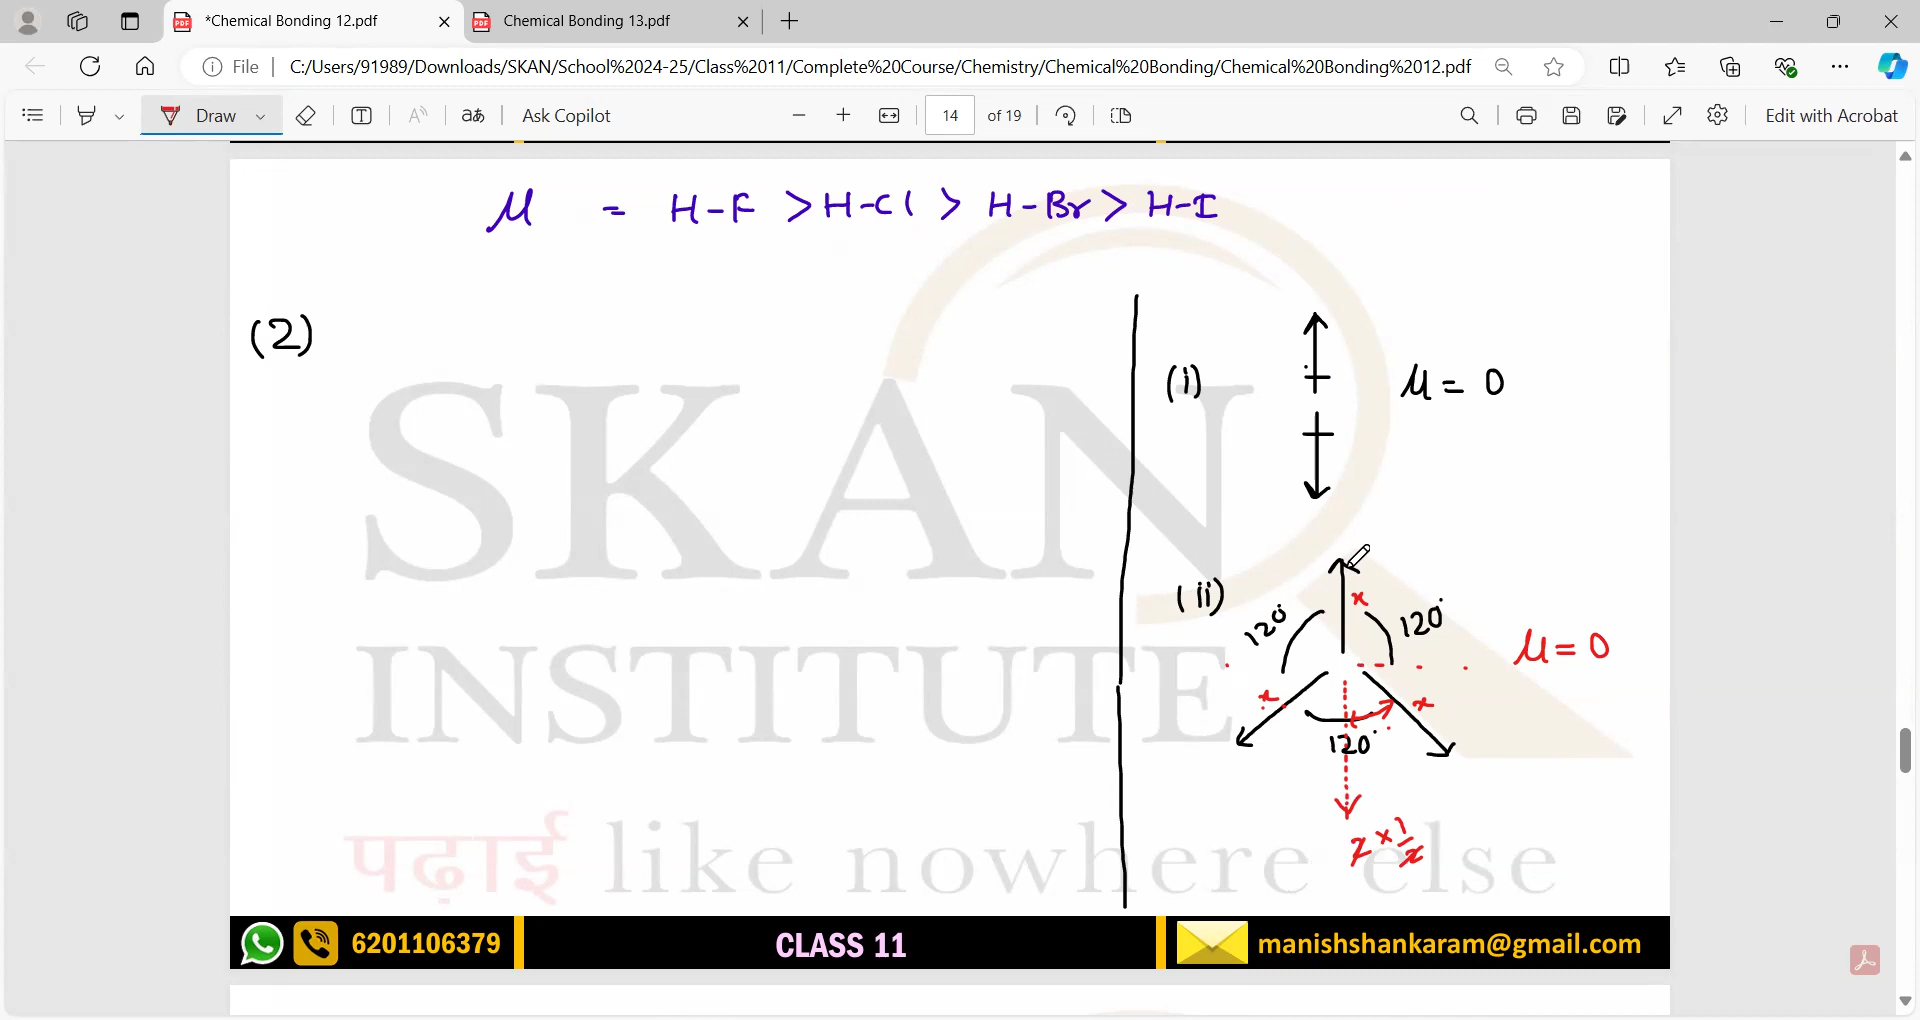 *Chemical Bonding 12.pdf
Chemical Bonding 13.pdf
File
C:/Users/91989/Downloads/SKAN/School%2024-25/Class%2011/Complete%20Course/Chemistry/Chemical%20Bonding/Chemical%20Bonding%2012.pdf
Draw
Ask Copilot
14 of 19
Edit with Acrobat
μ = H-F > H-Cl > H-Br > H-I
(2)
(i)
μ = 0
(ii)
120°
120°
x
μ = 0
x
x
120°
2 × 1/2
SKAN
INSTITUTE
पढ़ाई like nowhere else
6201106379
CLASS 11
manishshankaram@gmail.com